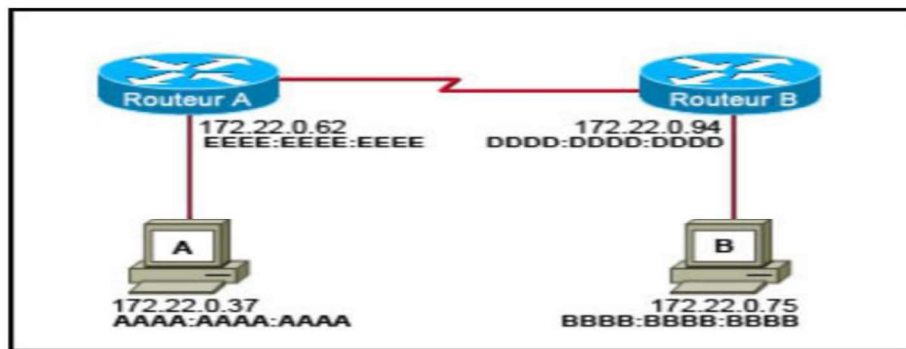 Routeur A
Routeur B
172.22.0.62
EEEE:EEEE:EEEE
172.22.0.94
DDDD:DDDD:DDDD
A
B
172.22.0.37
AAAA:AAAA:AAAA
172.22.0.75
BBBB:BBBB:BBBB